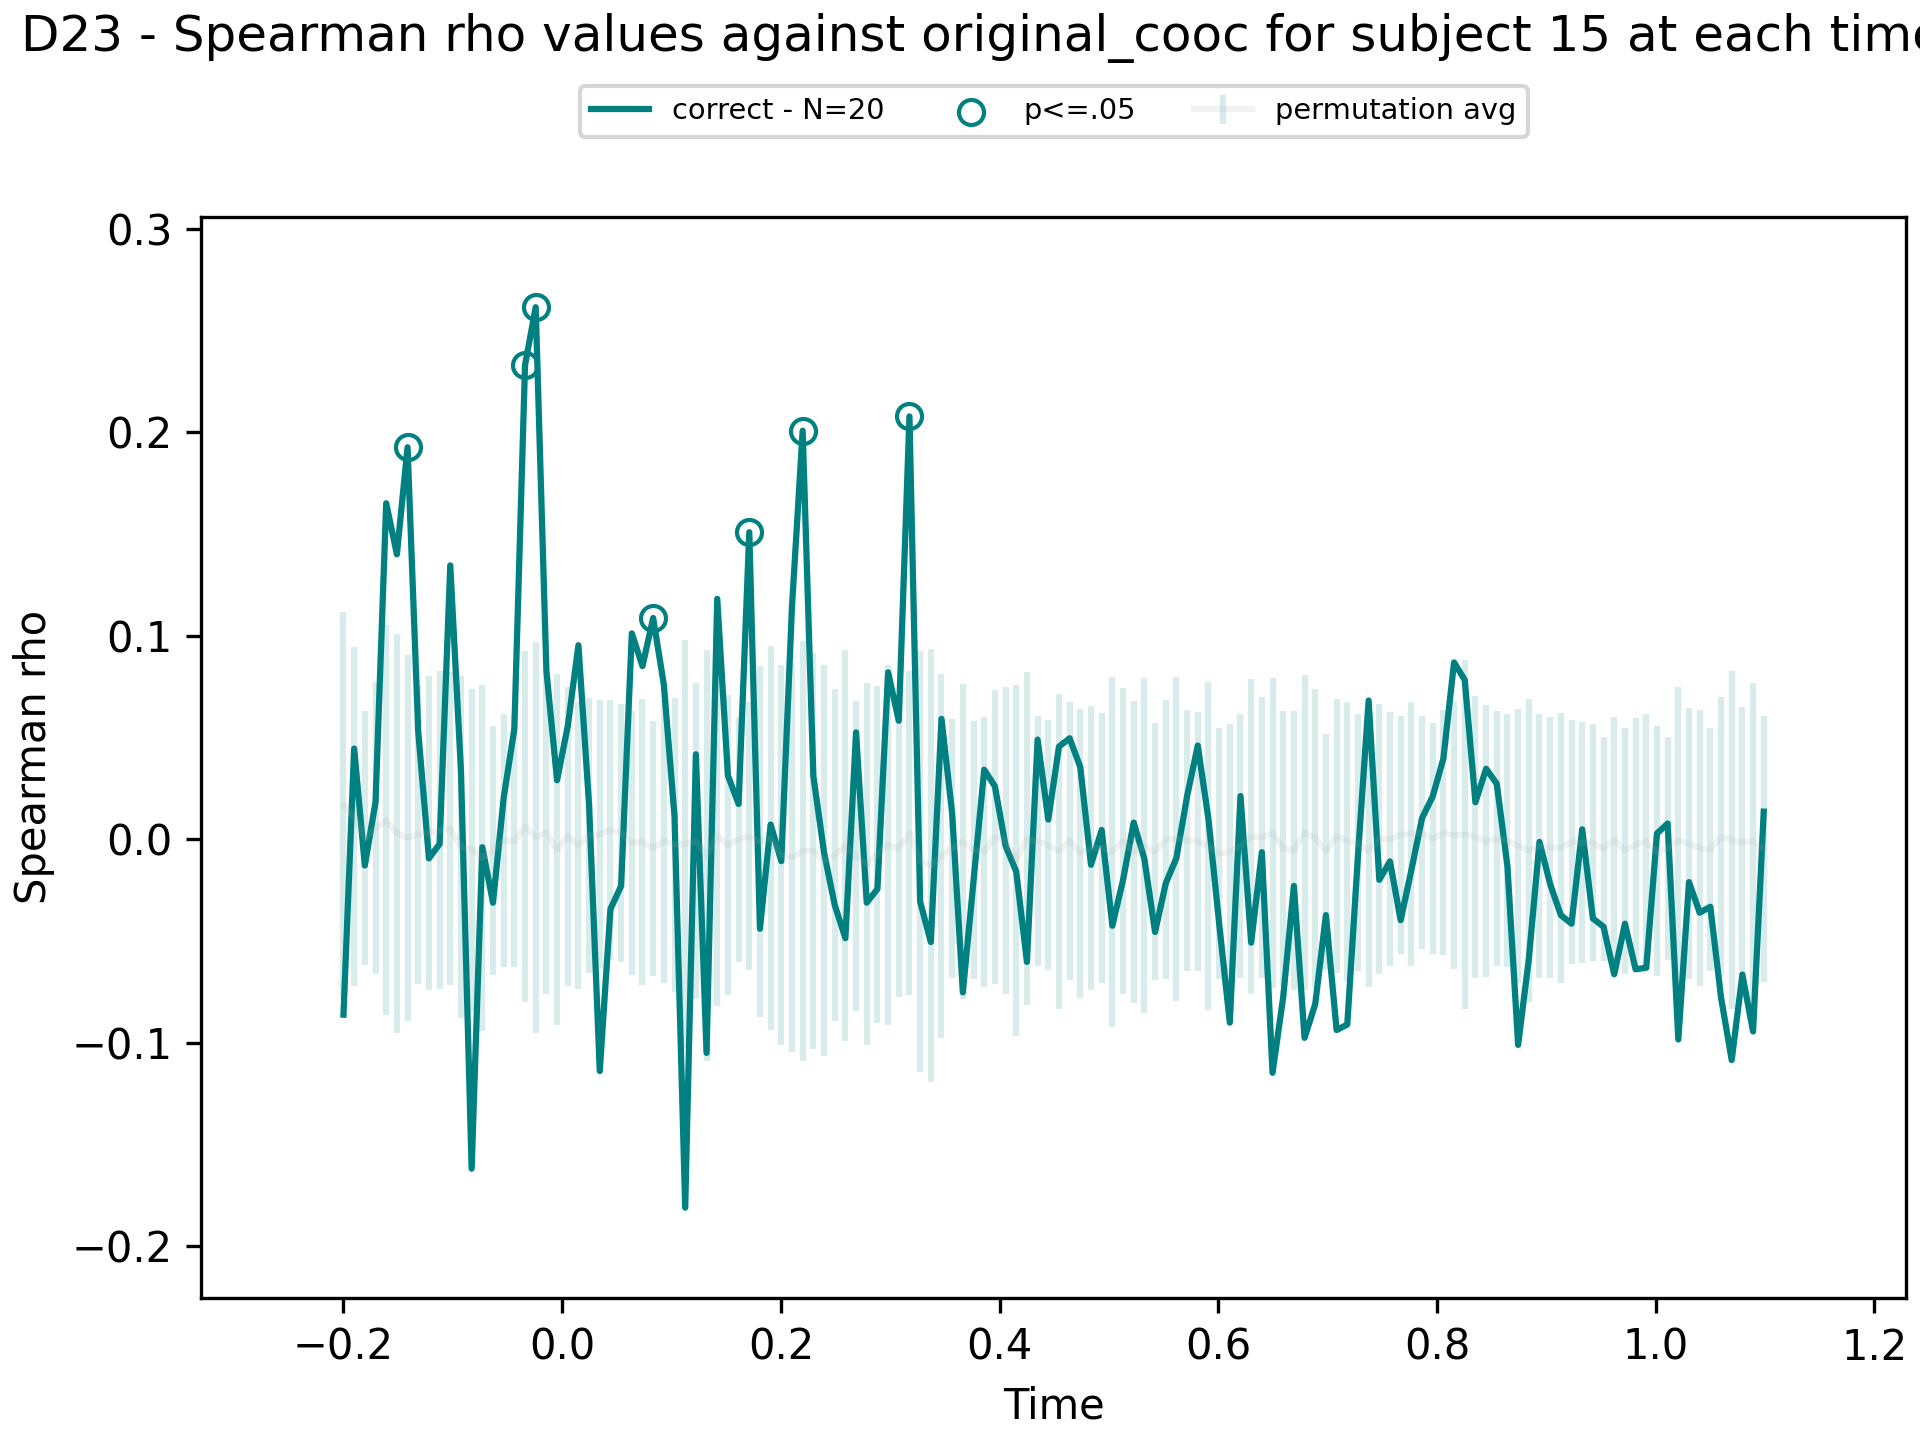 D23 - Spearman rho values against original_cooc for subject 15 at each time
correct - N=20 p<=.05 permutation avg
0.3
0.2
0.1
0.0
−0.1
−0.2
Spearman rho
−0.2 0.0 0.2 0.4 0.6 0.8 1.0 1.2
Time